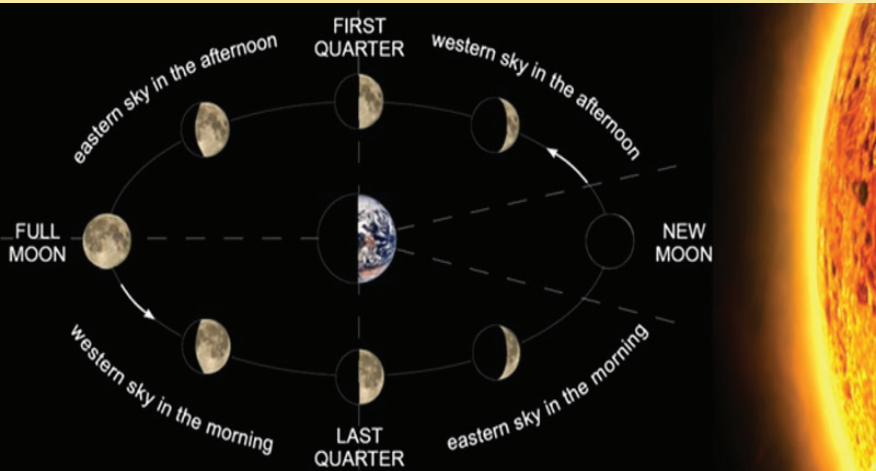 FIRST
QUARTER
eastern sky in the afternoon
western sky in the afternoon
FULL
MOON
NEW
MOON
western sky in the morning
eastern sky in the morning
LAST
QUARTER